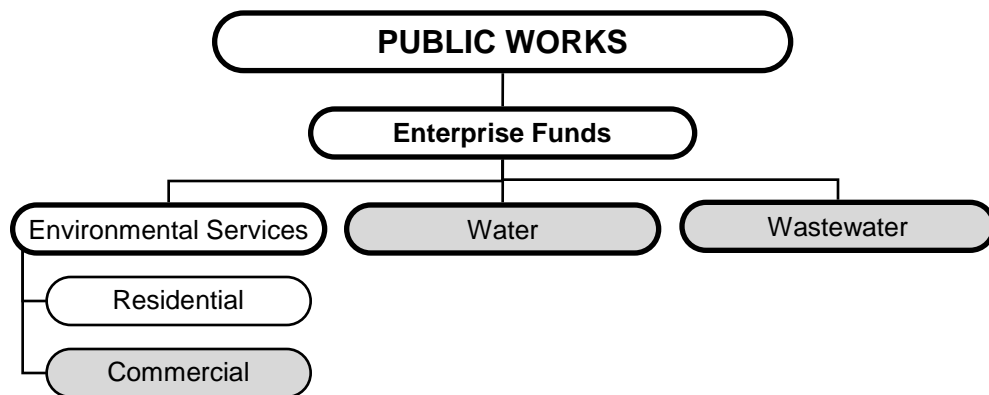 PUBLIC WORKS
Enterprise Funds
Environmental Services
Water
Wastewater
Residential
Commercial